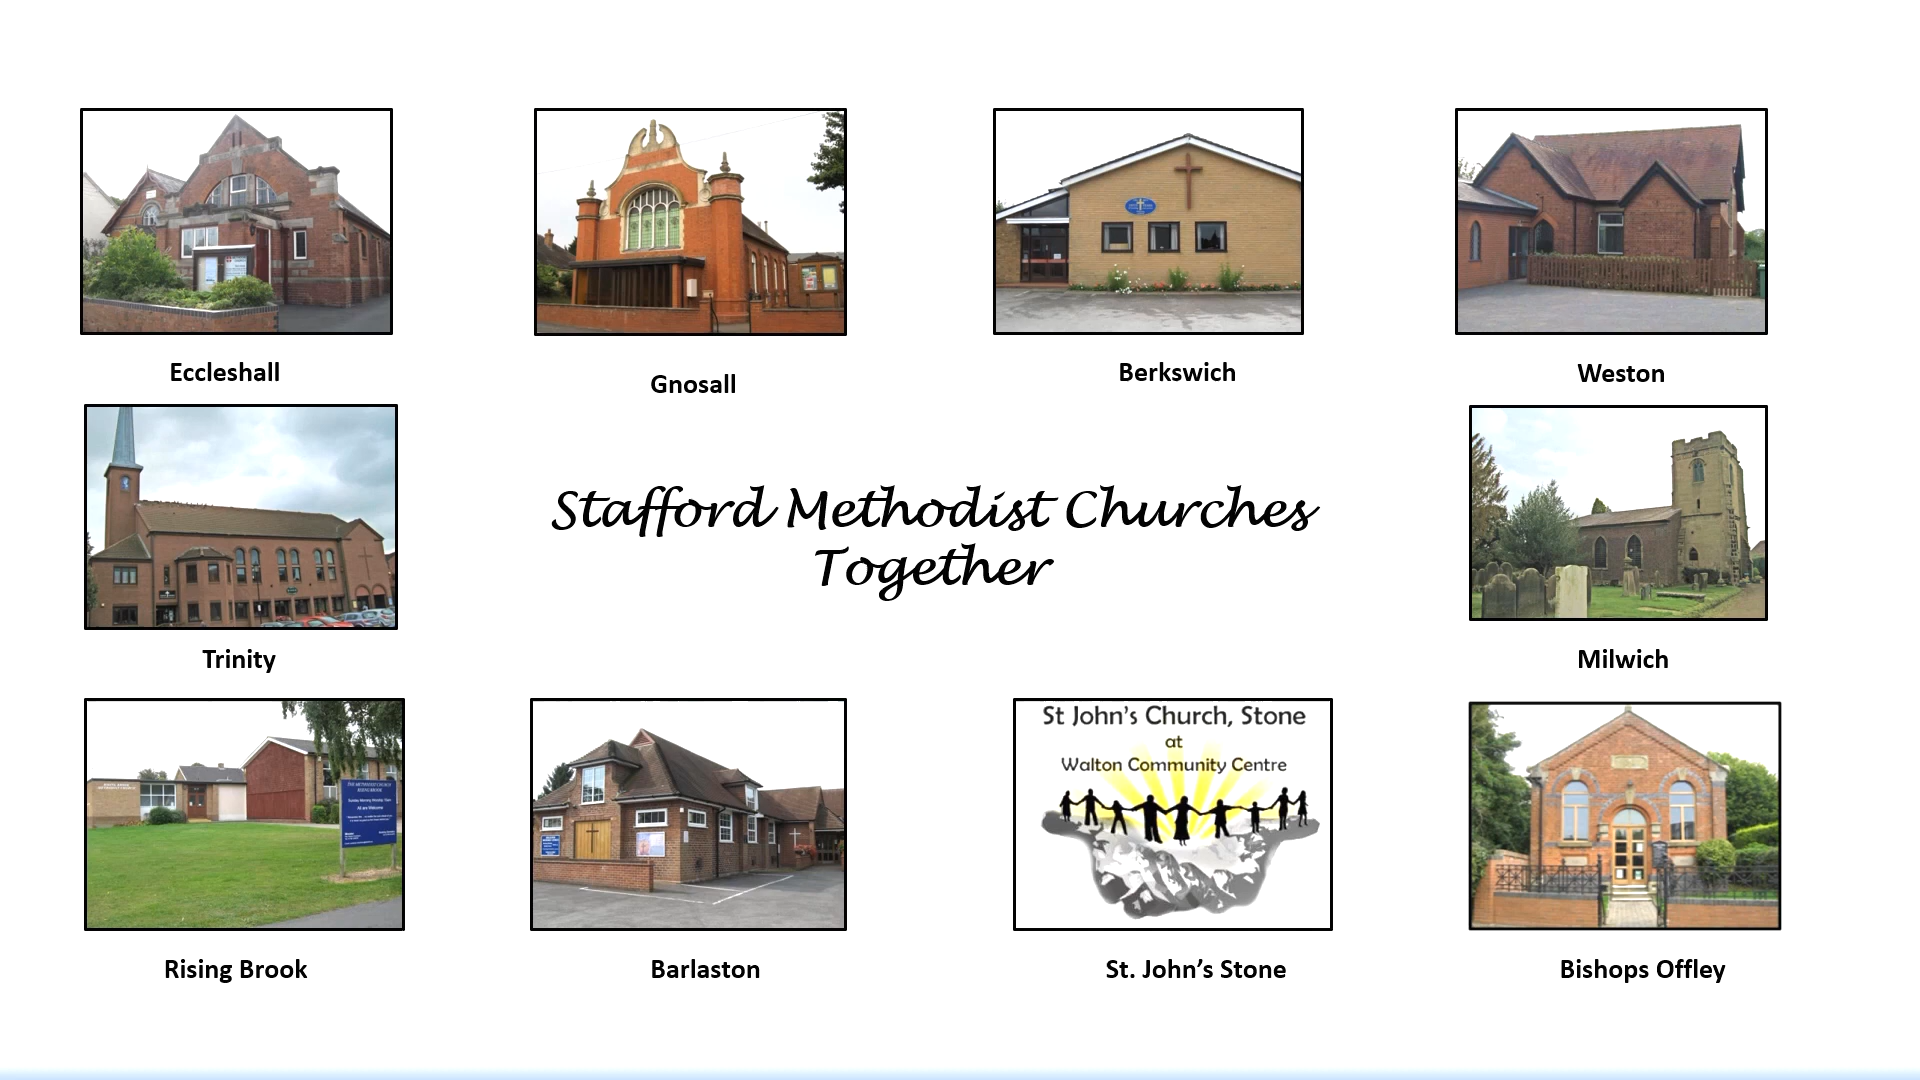 Eccleshall
Gnosall
Berkswich
Weston
Stafford Methodist Churches
Together
Trinity
Milwich
St John's Church, Stone
at
Walton Community Centre
Rising Brook
Barlaston
St. John’s Stone
Bishops Offley